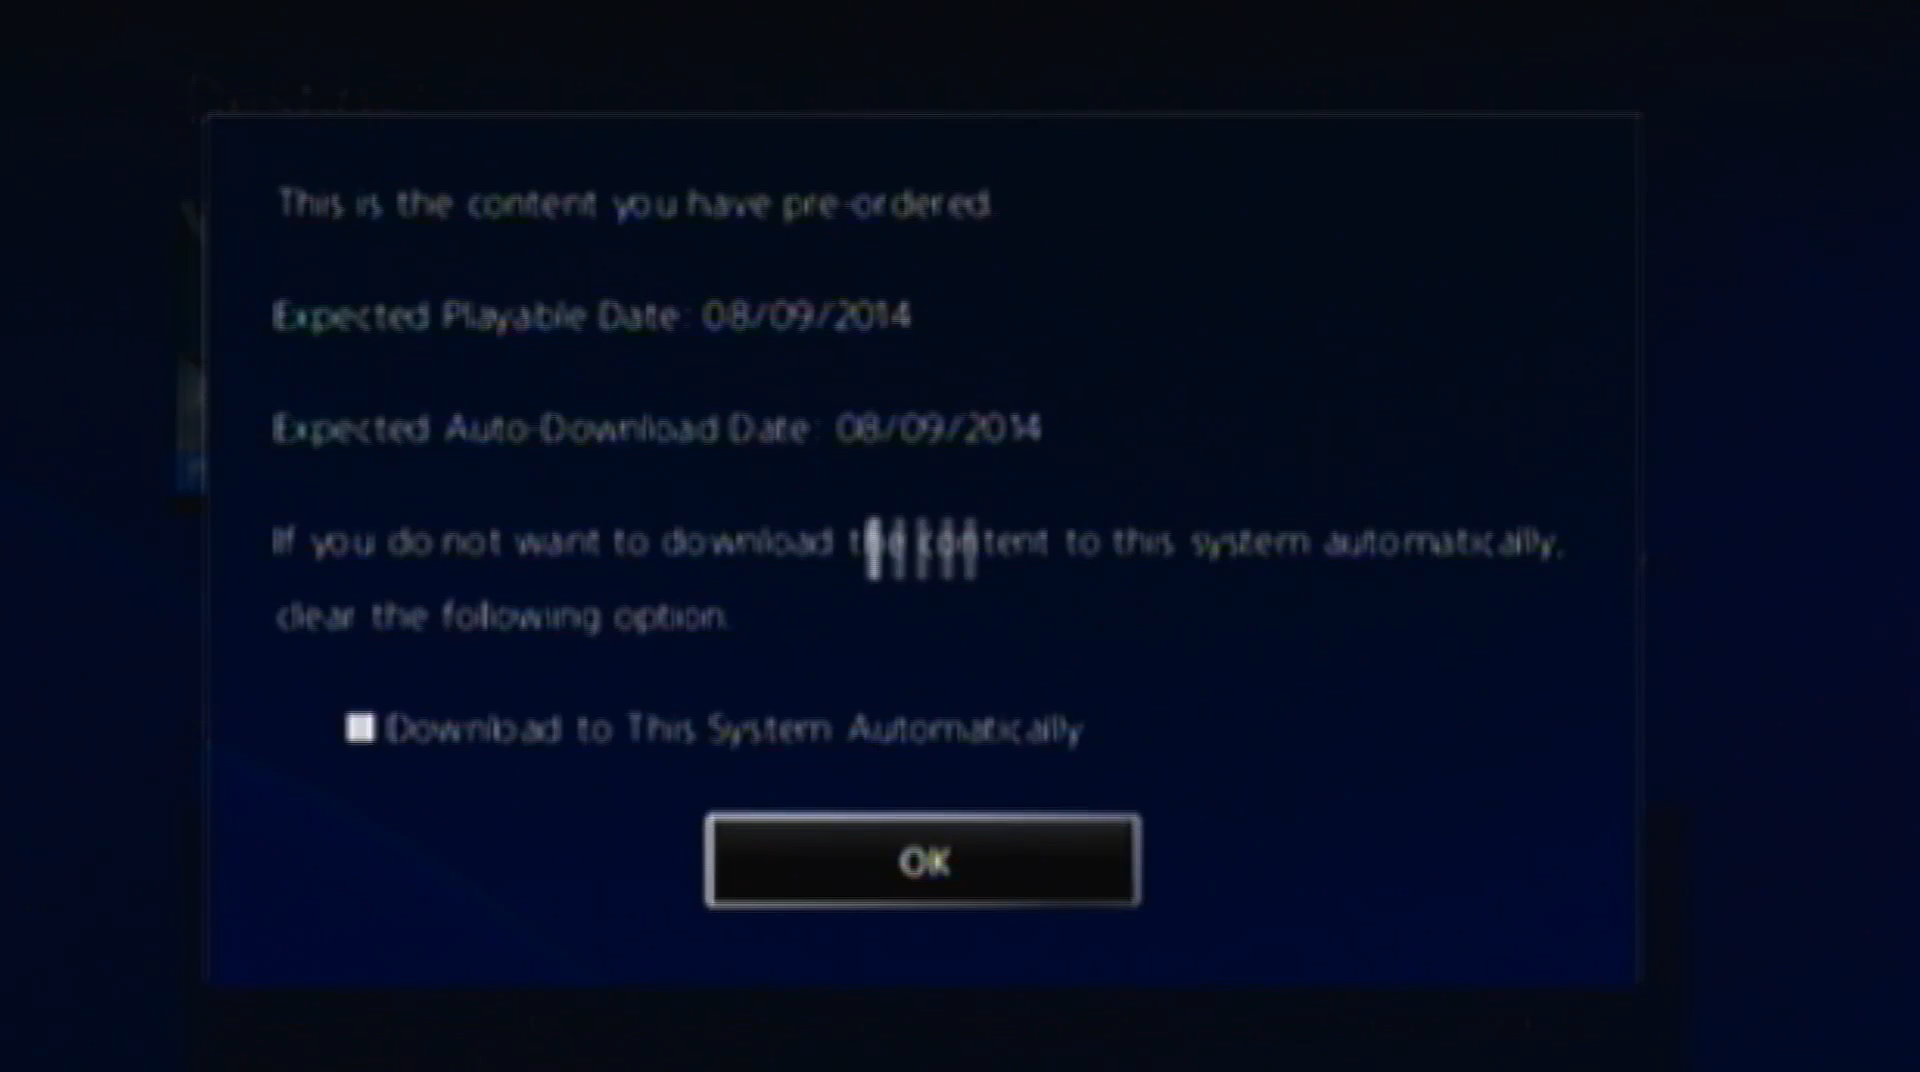 This is the content you have pre-ordered.
Expected Playable Date: 08/09/2014
Expected Auto-Download Date: 08/09/2014
If you do not want to download the content to this system automatically,
clear the following option.
Download to This System Automatically
OK